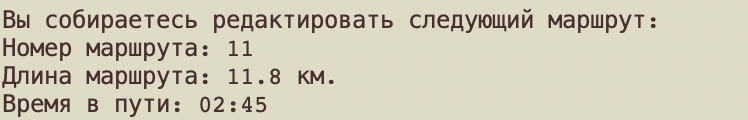 Вы собираетесь редактировать следующий маршрут:
Номер маршрута: 11
Длина маршрута: 11.8 км.
Время в пути: 02:45